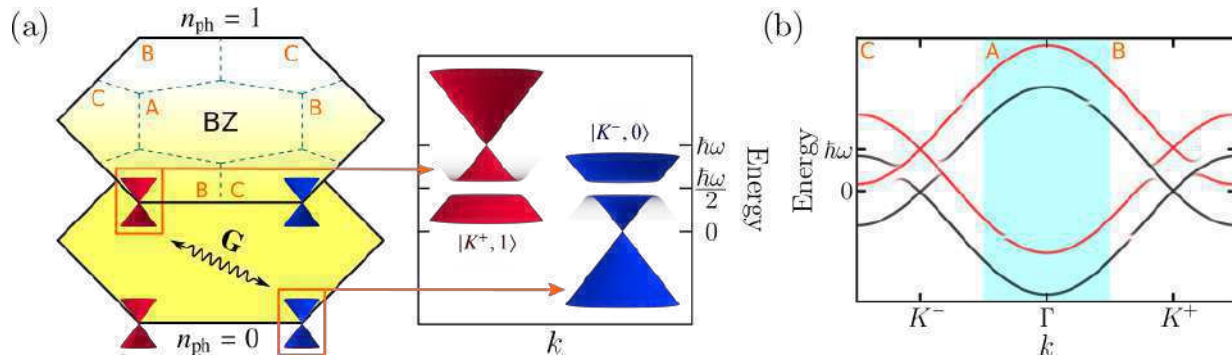 (a)
n_ph = 1
B
C
C
A
B
BZ
B
C
G
n_ph = 0
|K⁺, 1⟩
|K⁻, 0⟩
ħω
ħω/2
0
Energy
k
(b)
C
A
B
Energy
ħω
0
K⁻
Γ
K⁺
k